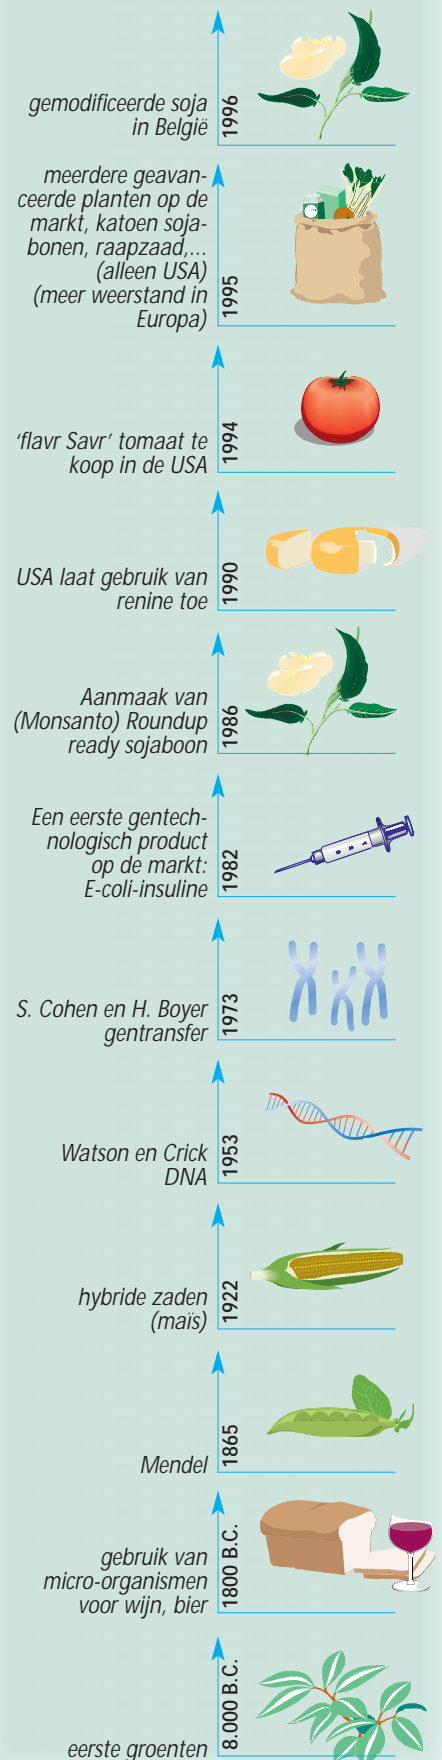 gemodificeerde soja
in België
1996
meerdere geavan-
ceerde planten op de
markt, katoen soja-
bonen, raapzaad,...
(alleen USA)
(meer weerstand in
Europa)
1995
'flavr Savr' tomaat te
koop in de USA
1994
USA laat gebruik van
renine toe
1990
Aanmaak van
(Monsanto) Roundup
ready sojaboon
1986
Een eerste gentech-
nologisch product
op de markt:
E-coli-insuline
1982
S. Cohen en H. Boyer
gentransfer
1973
Watson en Crick
DNA
1953
hybride zaden
(maïs)
1922
Mendel
1865
gebruik van
micro-organismen
voor wijn, bier
1800 B.C.
eerste groenten
8.000 B.C.